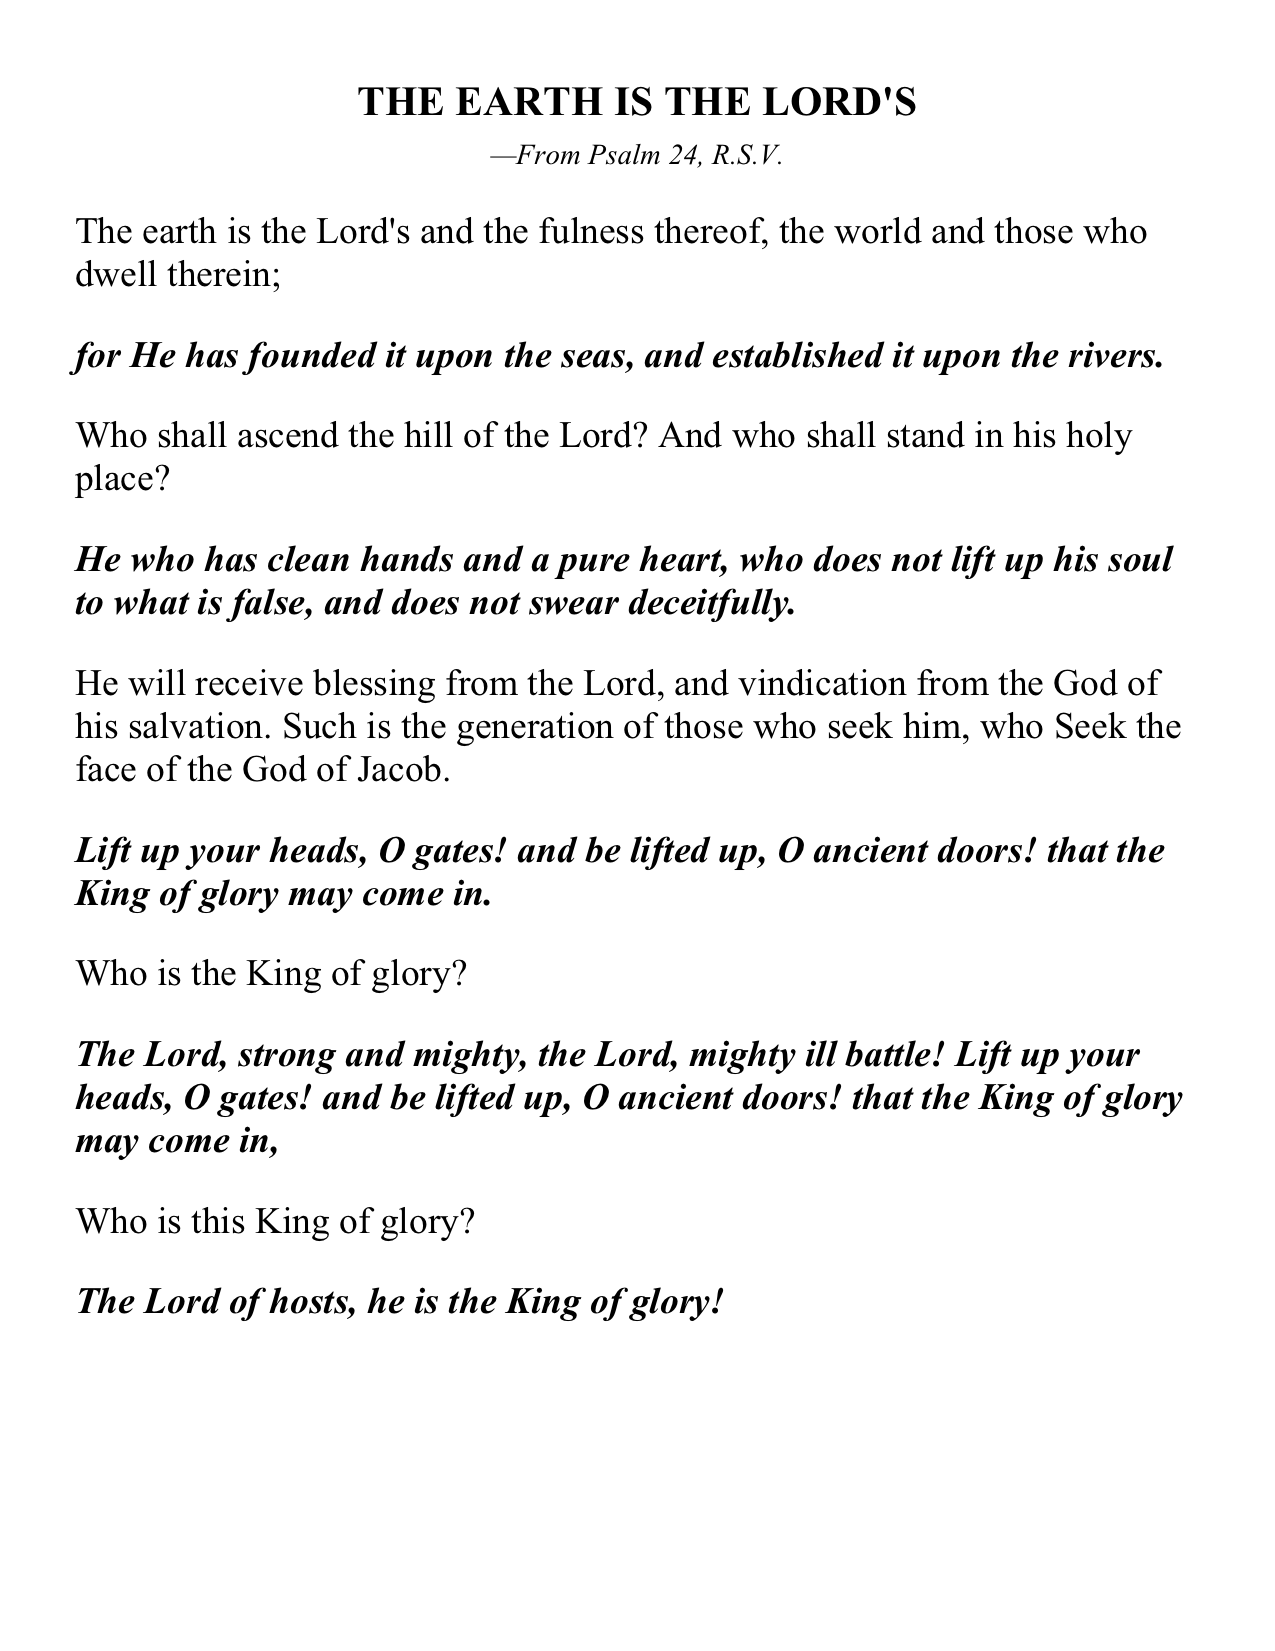 THE EARTH IS THE LORD'S
—From Psalm 24, R.S.V.
The earth is the Lord's and the fulness thereof, the world and those who
dwell therein;
for He has founded it upon the seas, and established it upon the rivers.
Who shall ascend the hill of the Lord? And who shall stand in his holy
place?
He who has clean hands and a pure heart, who does not lift up his soul
to what is false, and does not swear deceitfully.
He will receive blessing from the Lord, and vindication from the God of
his salvation. Such is the generation of those who seek him, who Seek the
face of the God of Jacob.
Lift up your heads, O gates! and be lifted up, O ancient doors! that the
King of glory may come in.
Who is the King of glory?
The Lord, strong and mighty, the Lord, mighty ill battle! Lift up your
heads, O gates! and be lifted up, O ancient doors! that the King of glory
may come in,
Who is this King of glory?
The Lord of hosts, he is the King of glory!